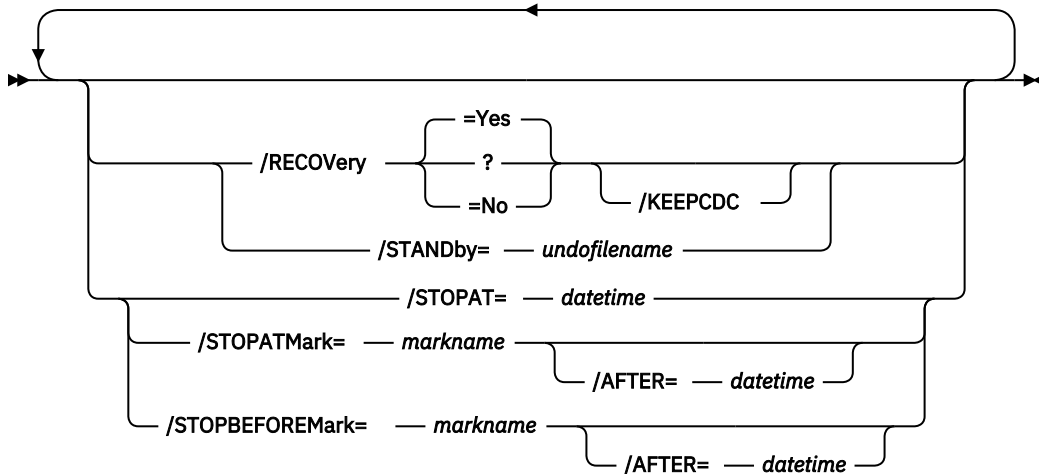 =Yes
/RECOVery ?
=No
/KEEPCDC
/STANDby= undofilename
/STOPAT= datetime
/STOPATMark= markname
/AFTER= datetime
/STOPBEFOREMark= markname
/AFTER= datetime